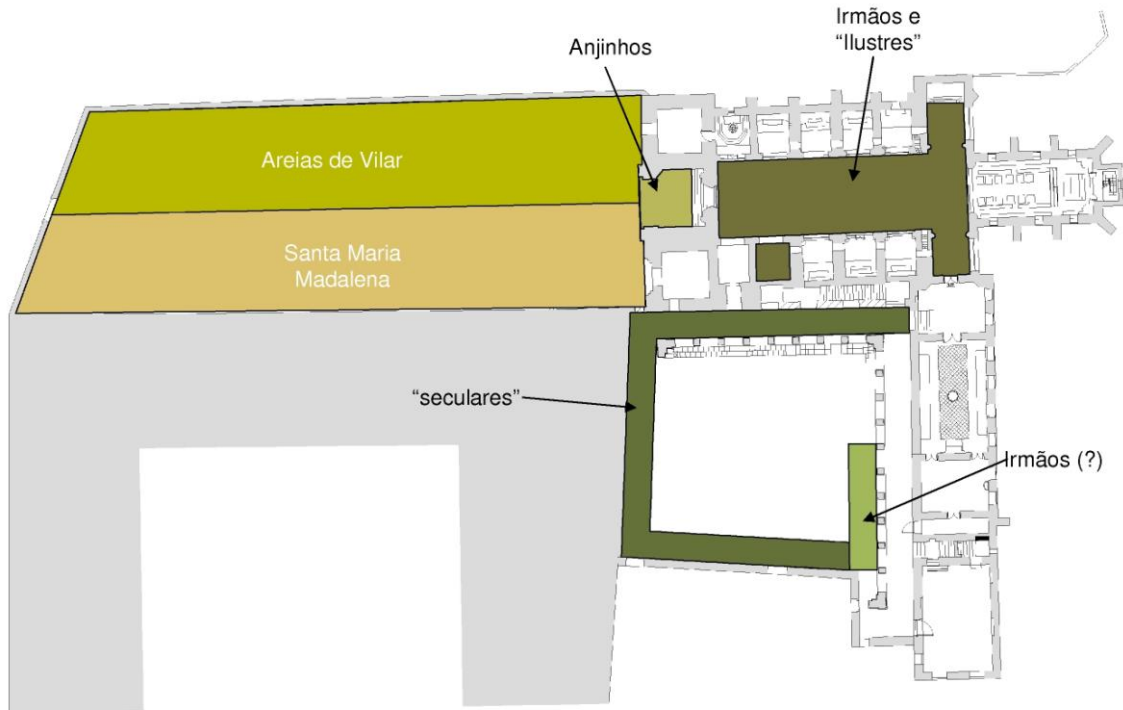 Irmãos e
“Ilustres”
Anjinhos
Areias de Vilar
Santa Maria
Madalena
“seculares”
Irmãos (?)